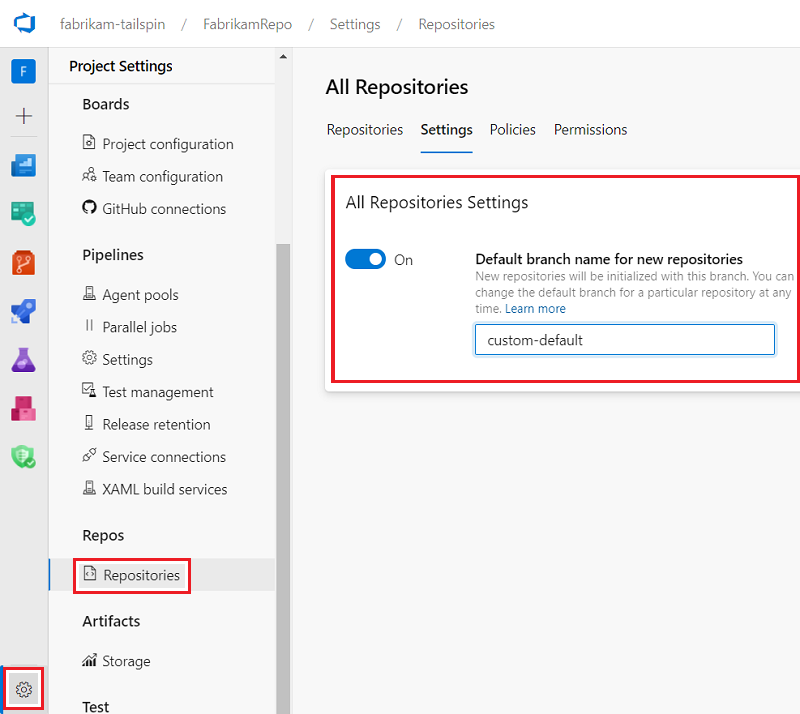 fabrikam-tailspin / FabrikamRepo / Settings / Repositories
F
Project Settings
Boards
Project configuration
Team configuration
GitHub connections
Pipelines
Agent pools
Parallel jobs
Settings
Test management
Release retention
Service connections
XAML build services
Repos
Repositories
Artifacts
Storage
Test
All Repositories
Repositories Settings Policies Permissions
All Repositories Settings
On
Default branch name for new repositories
New repositories will be initialized with this branch. You can
change the default branch for a particular repository at any
time. Learn more
custom-default